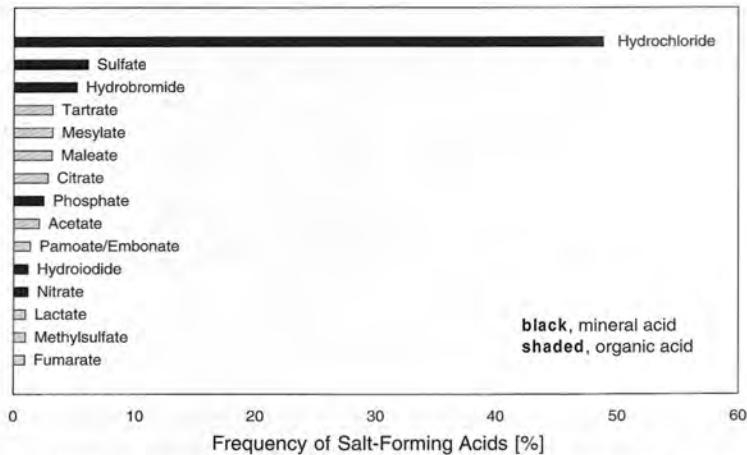 Hydrochloride
Sulfate
Hydrobromide
Tartrate
Mesylate
Maleate
Citrate
Phosphate
Acetate
Pamoate/Embonate
Hydroiodide
Nitrate
Lactate
Methylsulfate
Fumarate
black, mineral acid
shaded, organic acid
0 10 20 30 40 50 60
Frequency of Salt-Forming Acids [%]